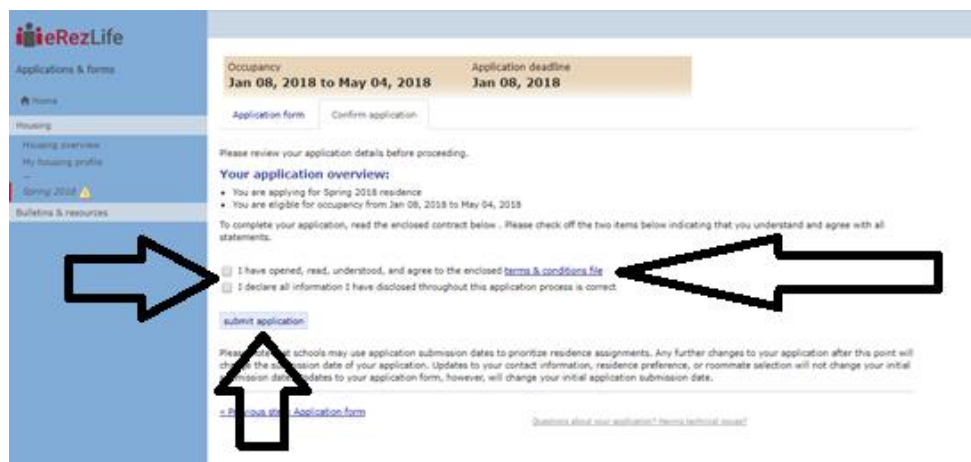 eRezLife
Applications & forms
Home
Housing
Housing overview
My housing profile
Spring 2018
Bulletins & resources
Occupancy
Jan 08, 2018 to May 04, 2018
Application deadline
Jan 08, 2018
Application form
Confirm application
Please review your application details before proceeding.
Your application overview:
• You are applying for Spring 2018 residence
• You are eligible for occupancy from Jan 08, 2018 to May 04, 2018
To complete your application, read the enclosed contract below . Please check off the two items below indicating that you understand and agree with all
statements.
I have opened, read, understood, and agree to the enclosed terms & conditions file
I declare all information I have disclosed throughout this application process is correct
submit application
Please note that schools may use application submission dates to prioritize residence assignments. Any further changes to your application after this point will
change the submission date of your application. Updates to your contact information, residence preference, or roommate selection will not change your initial
submission date. Updates to your application form, however, will change your initial application submission date.
< Previous step: Application form
Questions about your application? Having technical issues?